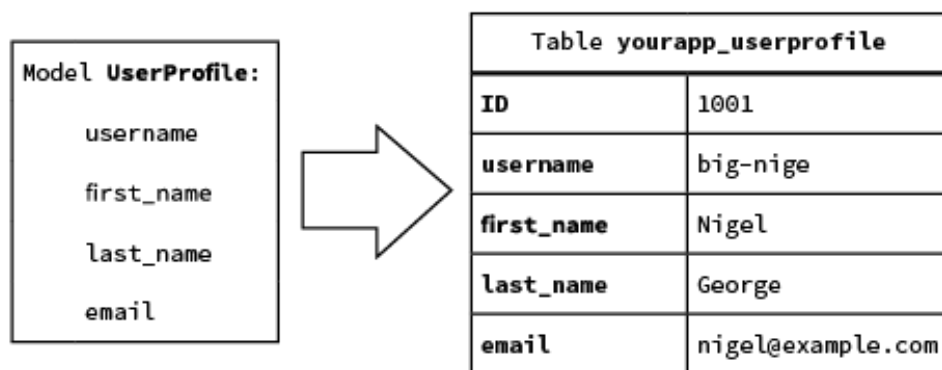 Model UserProfile:
username
first_name
last_name
email
Table yourapp_userprofile
ID 1001
username big-nige
first_name Nigel
last_name George
email nigel@example.com